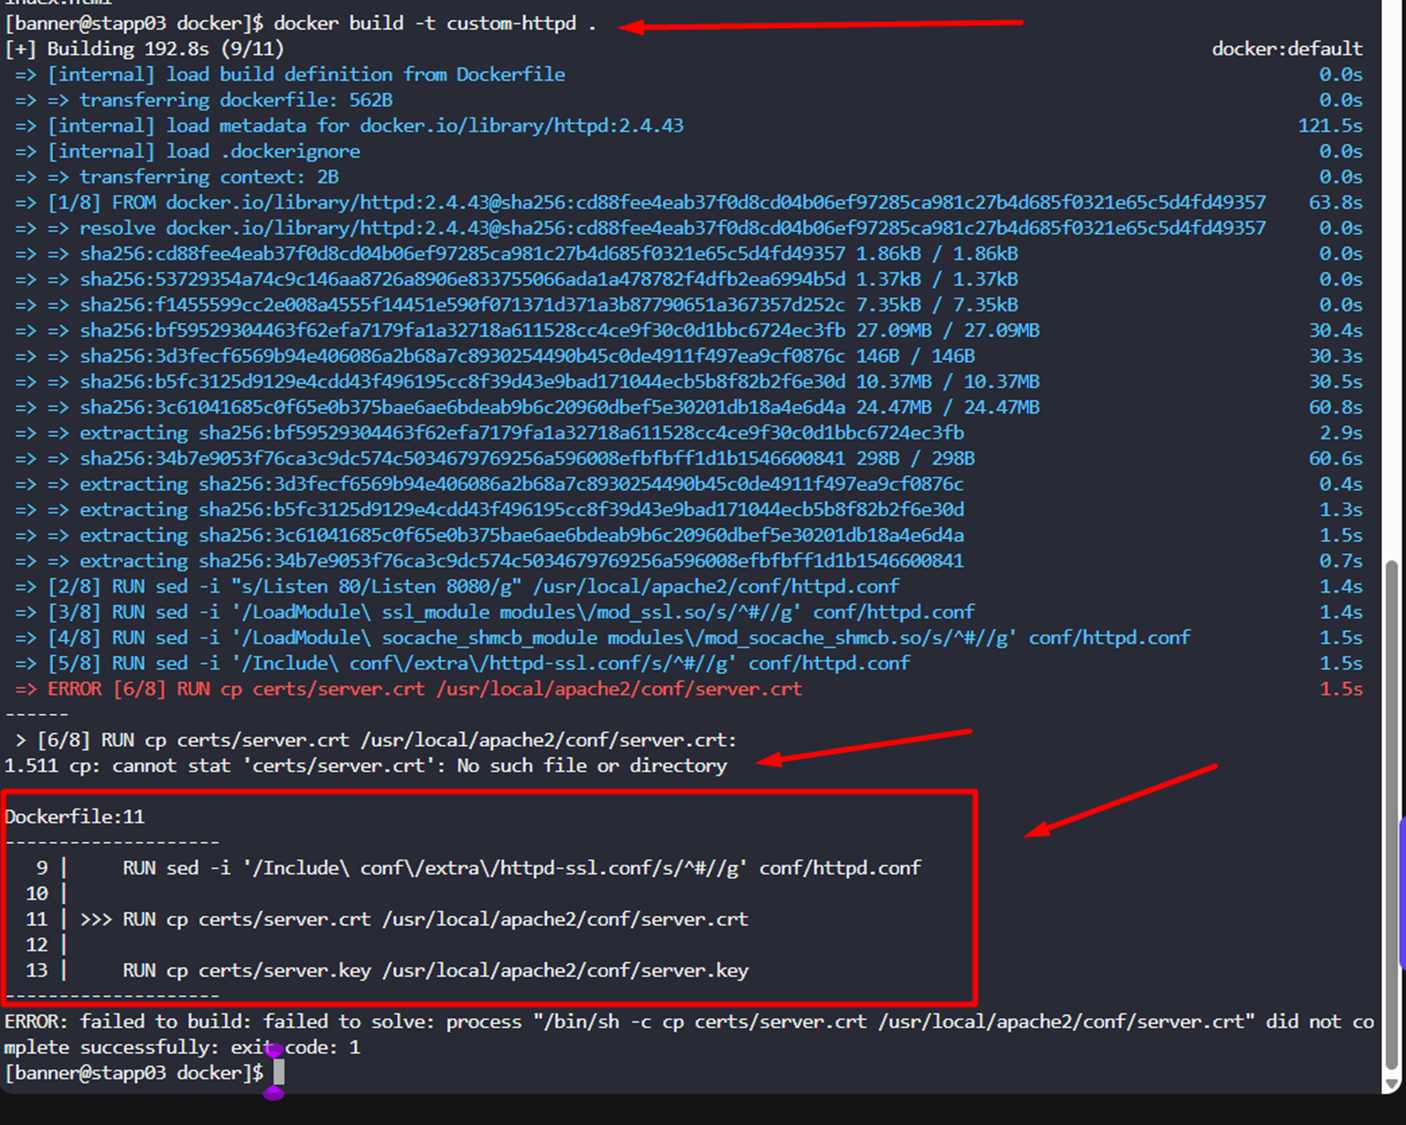 index.html
[banner@stapp03 docker]$ docker build -t custom-httpd .
[+] Building 192.8s (9/11) docker:default
=> [internal] load build definition from Dockerfile 0.0s
=> => transferring dockerfile: 562B 0.0s
=> [internal] load metadata for docker.io/library/httpd:2.4.43 121.5s
=> [internal] load .dockerignore 0.0s
=> => transferring context: 2B 0.0s
=> [1/8] FROM docker.io/library/httpd:2.4.43@sha256:cd88fee4eab37f0d8cd04b06ef97285ca981c27b4d685f0321e65c5d4fd49357 63.8s
=> => resolve docker.io/library/httpd:2.4.43@sha256:cd88fee4eab37f0d8cd04b06ef97285ca981c27b4d685f0321e65c5d4fd49357 0.0s
=> => sha256:cd88fee4eab37f0d8cd04b06ef97285ca981c27b4d685f0321e65c5d4fd49357 1.86kB / 1.86kB 0.0s
=> => sha256:53729354a74c9c146aa8726a8906e833755066ada1a478782f4dfb2ea6994b5d 1.37kB / 1.37kB 0.0s
=> => sha256:f1455599cc2e008a4555f14451e590f071371d371a3b87790651a367357d252c 7.35kB / 7.35kB 0.0s
=> => sha256:bf59529304463f62efa7179fa1a32718a611528cc4ce9f30c0d1bbc6724ec3fb 27.09MB / 27.09MB 30.4s
=> => sha256:3d3fecf6569b94e406086a2b68a7c8930254490b45c0de4911f497ea9cf0876c 146B / 146B 30.3s
=> => sha256:b5fc3125d9129e4cdd43f496195cc8f39d43e9bad171044ecb5b8f82b2f6e30d 10.37MB / 10.37MB 30.5s
=> => sha256:3c61041685c0f65e0b375bae6ae6bdeab9b6c20960dbef5e30201db18a4e6d4a 24.47MB / 24.47MB 60.8s
=> => extracting sha256:bf59529304463f62efa7179fa1a32718a611528cc4ce9f30c0d1bbc6724ec3fb 2.9s
=> => sha256:34b7e9053f76ca3c9dc574c5034679769256a596008efbfbff1d1b1546600841 298B / 298B 60.6s
=> => extracting sha256:3d3fecf6569b94e406086a2b68a7c8930254490b45c0de4911f497ea9cf0876c 0.4s
=> => extracting sha256:b5fc3125d9129e4cdd43f496195cc8f39d43e9bad171044ecb5b8f82b2f6e30d 1.3s
=> => extracting sha256:3c61041685c0f65e0b375bae6ae6bdeab9b6c20960dbef5e30201db18a4e6d4a 1.5s
=> => extracting sha256:34b7e9053f76ca3c9dc574c5034679769256a596008efbfbff1d1b1546600841 0.7s
=> [2/8] RUN sed -i "s/Listen 80/Listen 8080/g" /usr/local/apache2/conf/httpd.conf 1.4s
=> [3/8] RUN sed -i '/LoadModule\ ssl_module modules\/mod_ssl.so/s/^#//g' conf/httpd.conf 1.4s
=> [4/8] RUN sed -i '/LoadModule\ socache_shmcb_module modules\/mod_socache_shmcb.so/s/^#//g' conf/httpd.conf 1.5s
=> [5/8] RUN sed -i '/Include\ conf\/extra\/httpd-ssl.conf/s/^#//g' conf/httpd.conf 1.5s
=> ERROR [6/8] RUN cp certs/server.crt /usr/local/apache2/conf/server.crt 1.5s
------
> [6/8] RUN cp certs/server.crt /usr/local/apache2/conf/server.crt:
1.511 cp: cannot stat 'certs/server.crt': No such file or directory
Dockerfile:11
--------------------
9 | RUN sed -i '/Include\ conf\/extra\/httpd-ssl.conf/s/^#//g' conf/httpd.conf
10 |
11 | >>> RUN cp certs/server.crt /usr/local/apache2/conf/server.crt
12 |
13 | RUN cp certs/server.key /usr/local/apache2/conf/server.key
--------------------
ERROR: failed to build: failed to solve: process "/bin/sh -c cp certs/server.crt /usr/local/apache2/conf/server.crt" did not co
mplete successfully: exit code: 1
[banner@stapp03 docker]$